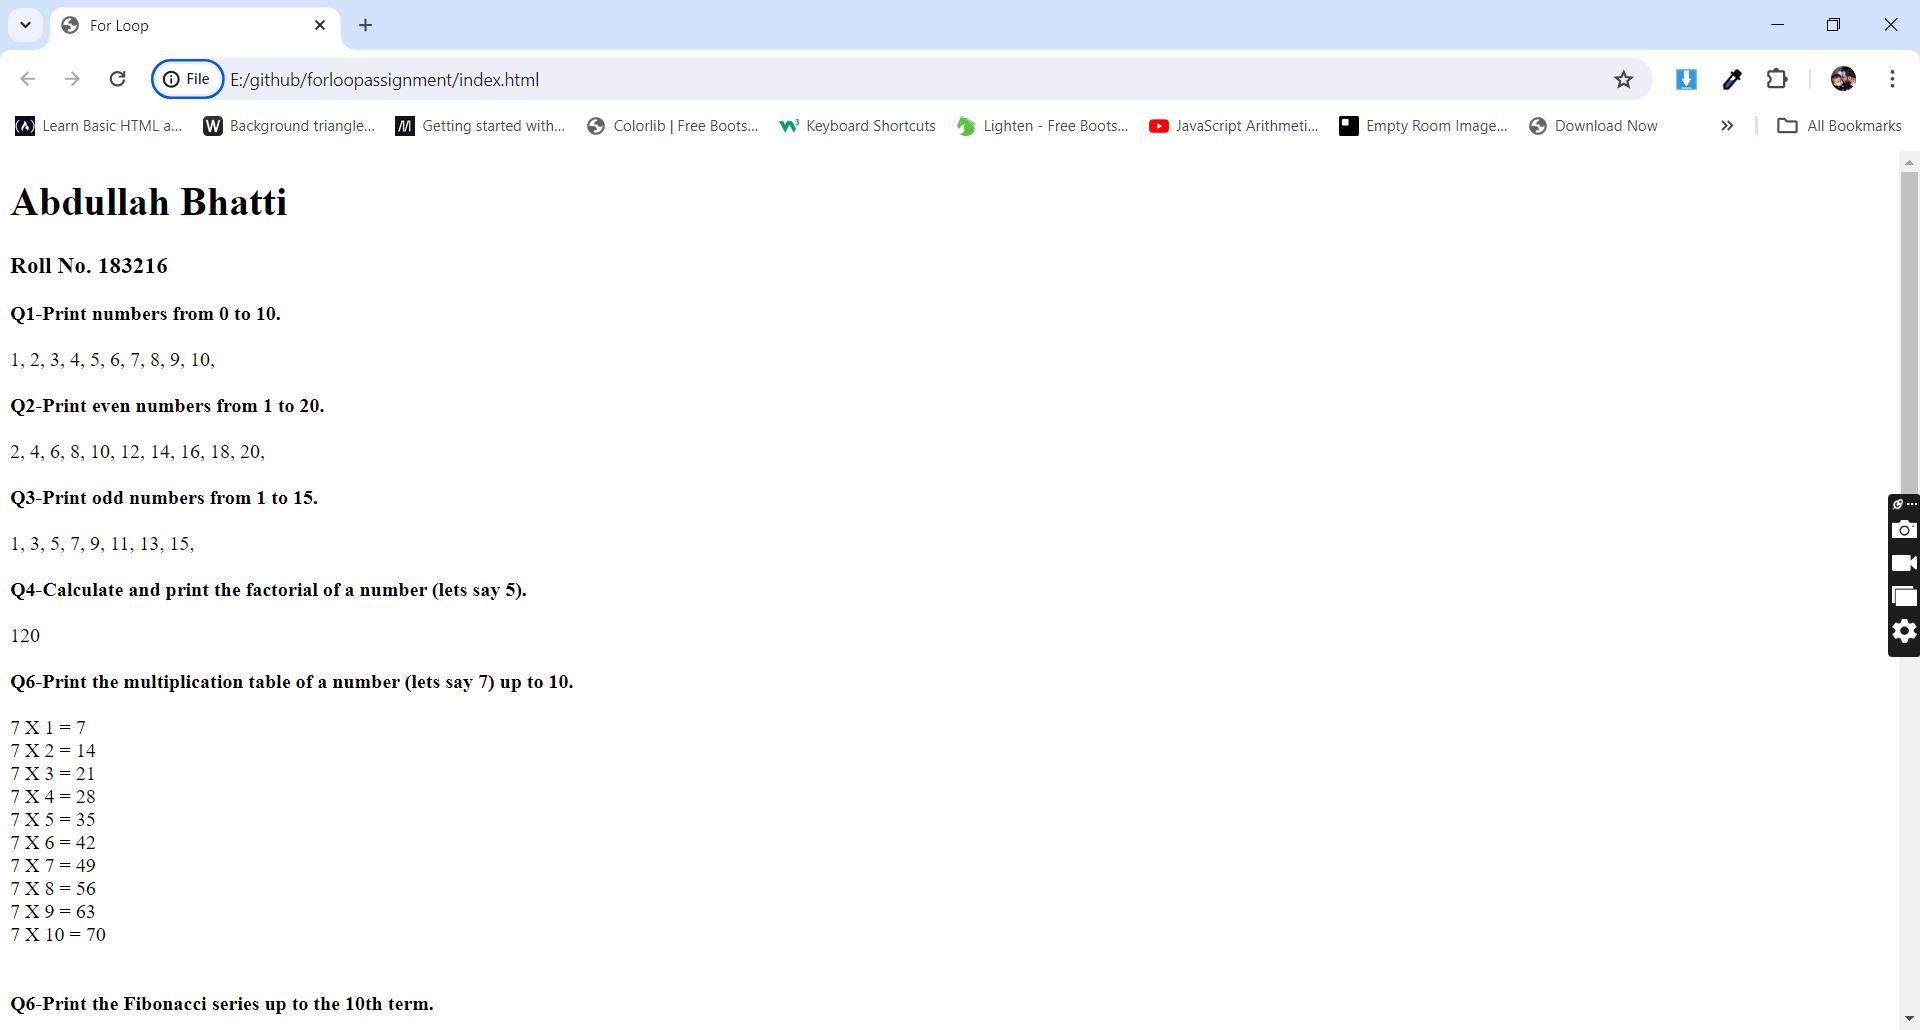 For Loop
File E:/github/forloopassignment/index.html
Learn Basic HTML a... Background triangle... Getting started with... Colorlib | Free Boots... Keyboard Shortcuts Lighten - Free Boots... JavaScript Arithmeti... Empty Room Image... Download Now All Bookmarks
Abdullah Bhatti
Roll No. 183216
Q1-Print numbers from 0 to 10.
1, 2, 3, 4, 5, 6, 7, 8, 9, 10,
Q2-Print even numbers from 1 to 20.
2, 4, 6, 8, 10, 12, 14, 16, 18, 20,
Q3-Print odd numbers from 1 to 15.
1, 3, 5, 7, 9, 11, 13, 15,
Q4-Calculate and print the factorial of a number (lets say 5).
120
Q6-Print the multiplication table of a number (lets say 7) up to 10.
7 X 1 = 7
7 X 2 = 14
7 X 3 = 21
7 X 4 = 28
7 X 5 = 35
7 X 6 = 42
7 X 7 = 49
7 X 8 = 56
7 X 9 = 63
7 X 10 = 70
Q6-Print the Fibonacci series up to the 10th term.